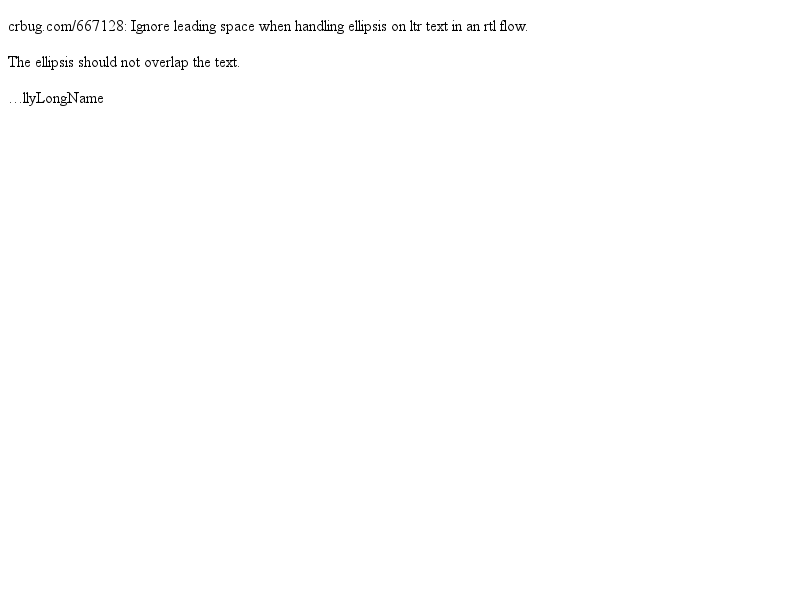 crbug.com/667128: Ignore leading space when handling ellipsis on ltr text in an rtl flow.
The ellipsis should not overlap the text.
…llyLongName